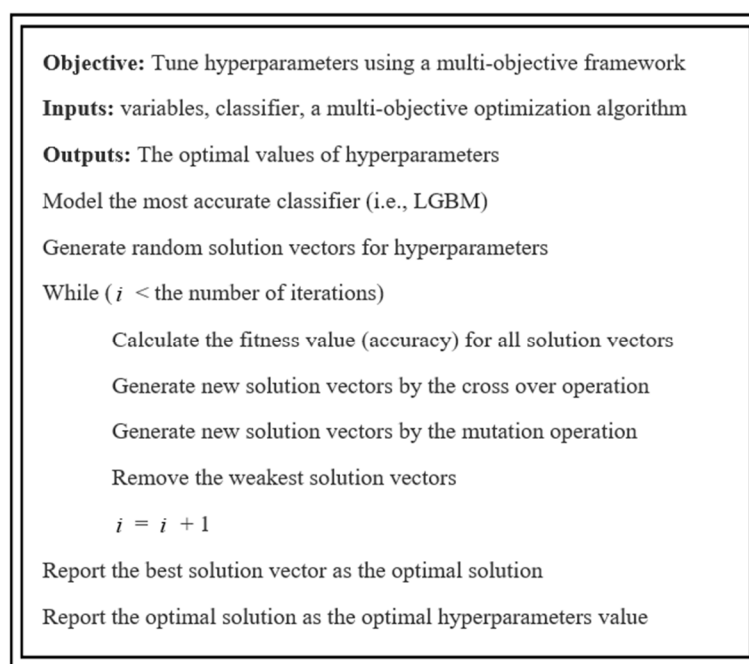 Objective: Tune hyperparameters using a multi-objective framework
Inputs: variables, classifier, a multi-objective optimization algorithm
Outputs: The optimal values of hyperparameters
Model the most accurate classifier (i.e., LGBM)
Generate random solution vectors for hyperparameters
While ( i < the number of iterations)
Calculate the fitness value (accuracy) for all solution vectors
Generate new solution vectors by the cross over operation
Generate new solution vectors by the mutation operation
Remove the weakest solution vectors
i = i + 1
Report the best solution vector as the optimal solution
Report the optimal solution as the optimal hyperparameters value